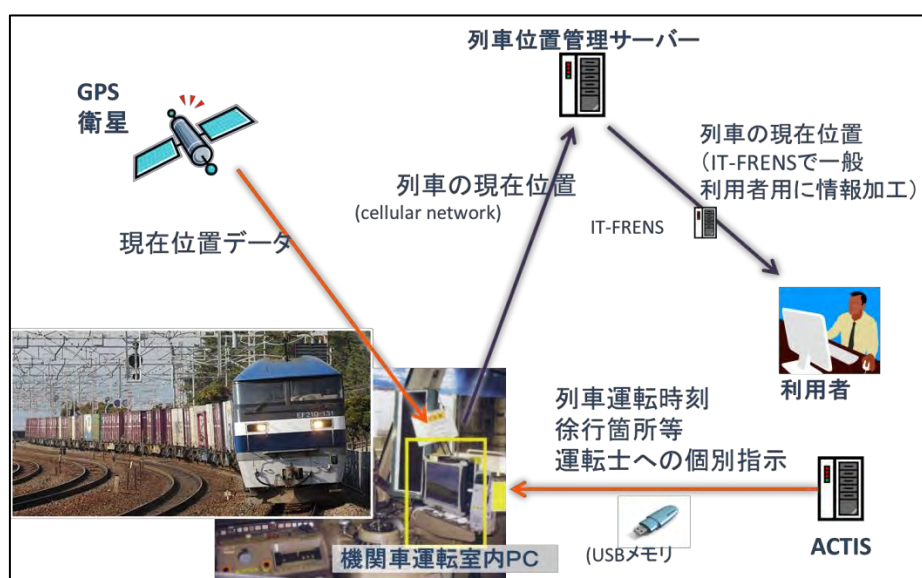 列車位置管理サーバー
GPS
衛星
列車の現在位置
(IT-FRENSで一般
利用者用に情報加工)
列車の現在位置
(cellular network)
IT-FRENS
現在位置データ
利用者
EF210-131
列車運転時刻
徐行箇所等
運転士への個別指示
機関車運転室内PC
(USBメモリ
ACTIS